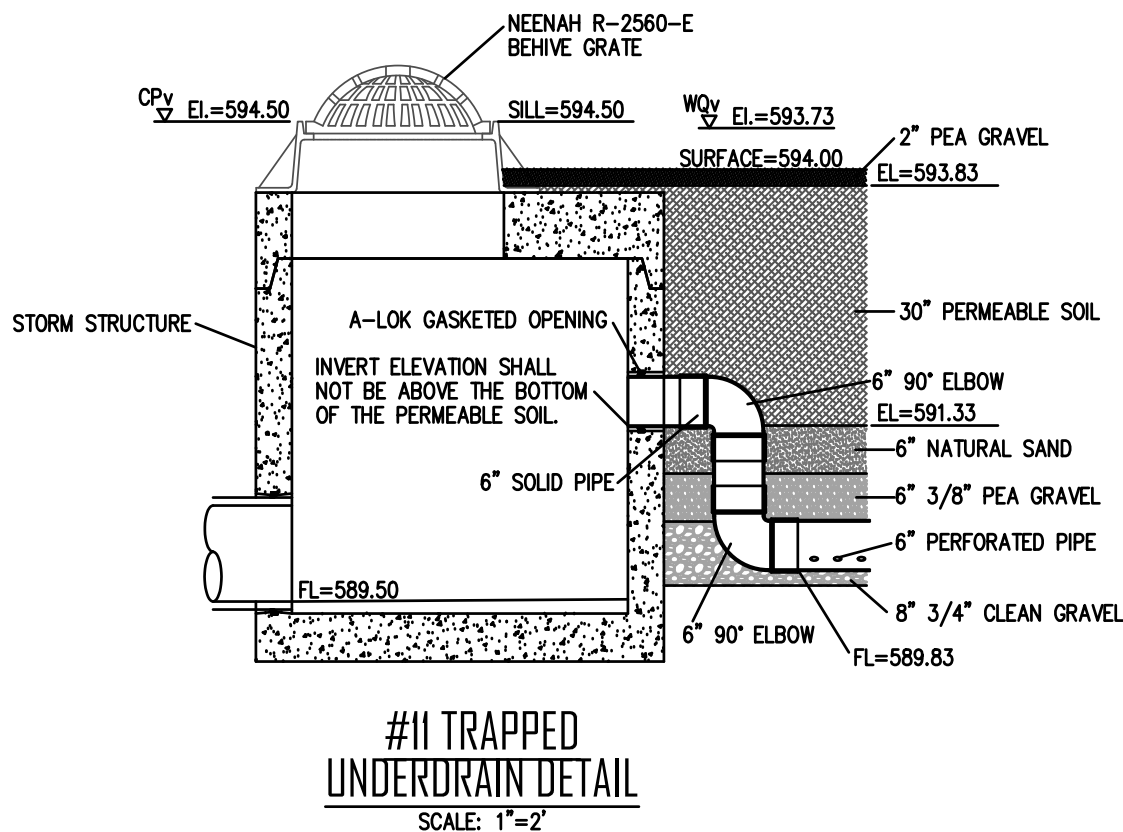 NEENAH R-2560-E
BEHIVE GRATE
CPv
El.=594.50
SILL=594.50
WQv
El.=593.73
2" PEA GRAVEL
SURFACE=594.00
EL=593.83
STORM STRUCTURE
A-LOK GASKETED OPENING
30" PERMEABLE SOIL
INVERT ELEVATION SHALL
NOT BE ABOVE THE BOTTOM
OF THE PERMEABLE SOIL.
6" 90° ELBOW
EL=591.33
6" SOLID PIPE
6" NATURAL SAND
6" 3/8" PEA GRAVEL
6" PERFORATED PIPE
FL=589.50
8" 3/4" CLEAN GRAVEL
6" 90° ELBOW
FL=589.83
#11 TRAPPED
UNDERDRAIN DETAIL
SCALE: 1"=2'